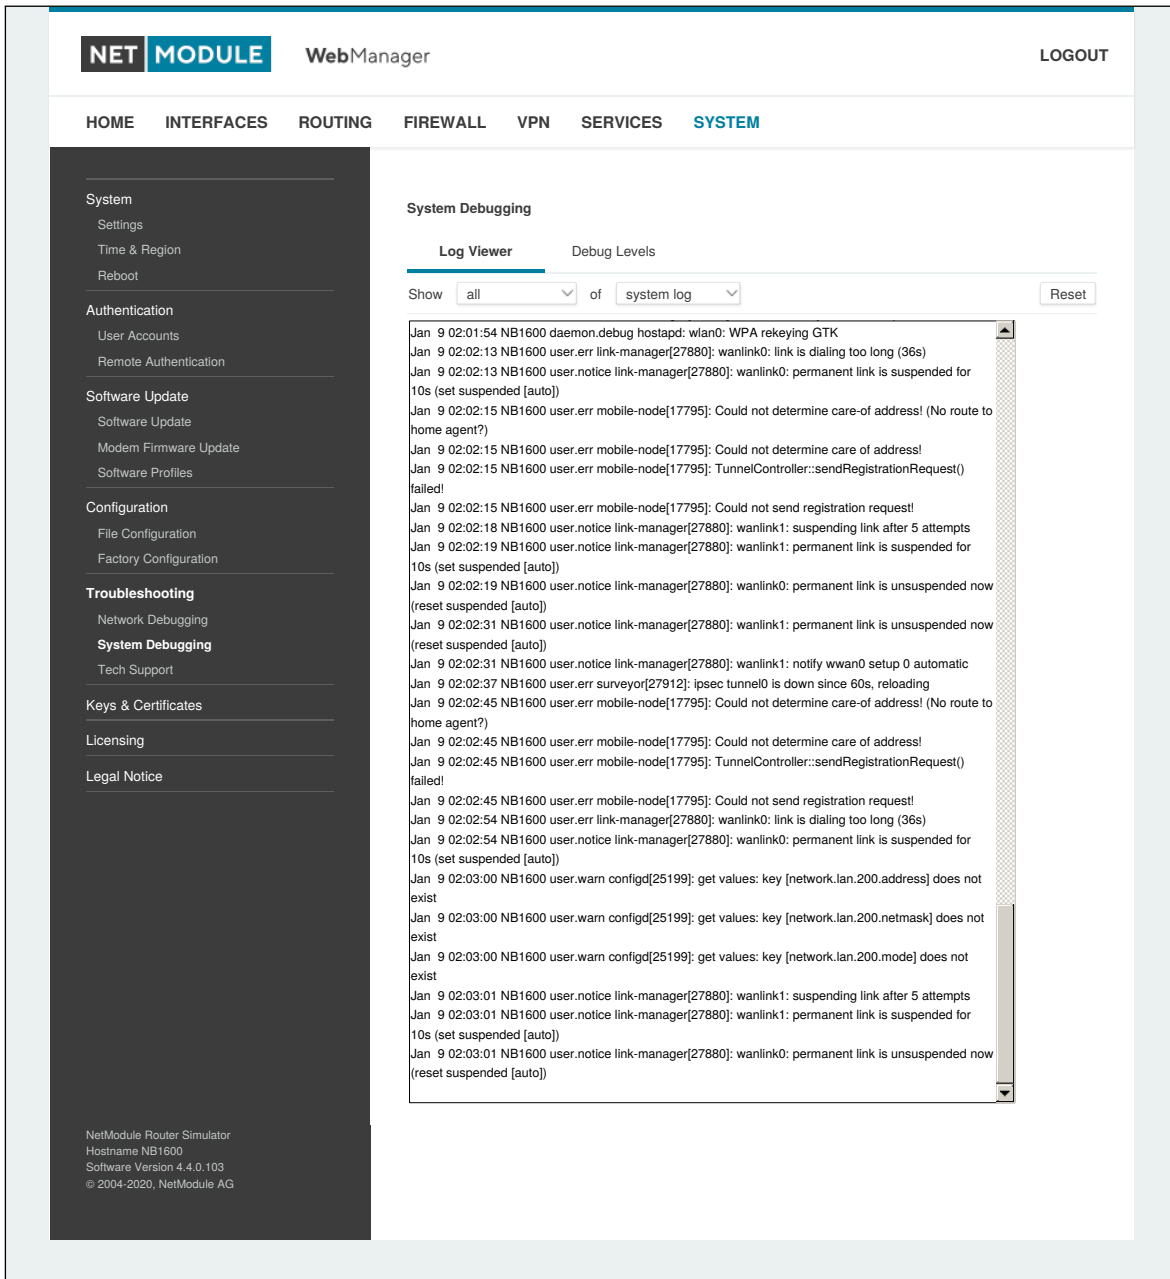 NET MODULE WebManager LOGOUT
HOME INTERFACES ROUTING FIREWALL VPN SERVICES SYSTEM
System
Settings
Time & Region
Reboot
Authentication
User Accounts
Remote Authentication
Software Update
Software Update
Modem Firmware Update
Software Profiles
Configuration
File Configuration
Factory Configuration
Troubleshooting
Network Debugging
System Debugging
Tech Support
Keys & Certificates
Licensing
Legal Notice
NetModule Router Simulator
Hostname NB1600
Software Version 4.4.0.103
© 2004-2020, NetModule AG
System Debugging
Log Viewer Debug Levels
Show all of system log Reset
Jan 9 02:01:54 NB1600 daemon.debug hostapd: wlan0: WPA rekeying GTK
Jan 9 02:02:13 NB1600 user.err link-manager[27880]: wanlink0: link is dialing too long (36s)
Jan 9 02:02:13 NB1600 user.notice link-manager[27880]: wanlink0: permanent link is suspended for
10s (set suspended [auto])
Jan 9 02:02:15 NB1600 user.err mobile-node[17795]: Could not determine care-of address! (No route to
home agent?)
Jan 9 02:02:15 NB1600 user.err mobile-node[17795]: Could not determine care of address!
Jan 9 02:02:15 NB1600 user.err mobile-node[17795]: TunnelController::sendRegistrationRequest()
failed!
Jan 9 02:02:15 NB1600 user.err mobile-node[17795]: Could not send registration request!
Jan 9 02:02:18 NB1600 user.notice link-manager[27880]: wanlink1: suspending link after 5 attempts
Jan 9 02:02:19 NB1600 user.notice link-manager[27880]: wanlink1: permanent link is suspended for
10s (set suspended [auto])
Jan 9 02:02:19 NB1600 user.notice link-manager[27880]: wanlink0: permanent link is unsuspended now
(reset suspended [auto])
Jan 9 02:02:31 NB1600 user.notice link-manager[27880]: wanlink1: permanent link is unsuspended now
(reset suspended [auto])
Jan 9 02:02:31 NB1600 user.notice link-manager[27880]: wanlink1: notify wwan0 setup 0 automatic
Jan 9 02:02:37 NB1600 user.err surveyor[27912]: ipsec tunnel0 is down since 60s, reloading
Jan 9 02:02:45 NB1600 user.err mobile-node[17795]: Could not determine care-of address! (No route to
home agent?)
Jan 9 02:02:45 NB1600 user.err mobile-node[17795]: Could not determine care of address!
Jan 9 02:02:45 NB1600 user.err mobile-node[17795]: TunnelController::sendRegistrationRequest()
failed!
Jan 9 02:02:45 NB1600 user.err mobile-node[17795]: Could not send registration request!
Jan 9 02:02:54 NB1600 user.err link-manager[27880]: wanlink0: link is dialing too long (36s)
Jan 9 02:02:54 NB1600 user.notice link-manager[27880]: wanlink0: permanent link is suspended for
10s (set suspended [auto])
Jan 9 02:03:00 NB1600 user.warn configd[25199]: get values: key [network.lan.200.address] does not
exist
Jan 9 02:03:00 NB1600 user.warn configd[25199]: get values: key [network.lan.200.netmask] does not
exist
Jan 9 02:03:00 NB1600 user.warn configd[25199]: get values: key [network.lan.200.mode] does not
exist
Jan 9 02:03:01 NB1600 user.notice link-manager[27880]: wanlink1: suspending link after 5 attempts
Jan 9 02:03:01 NB1600 user.notice link-manager[27880]: wanlink1: permanent link is suspended for
10s (set suspended [auto])
Jan 9 02:03:01 NB1600 user.notice link-manager[27880]: wanlink0: permanent link is unsuspended now
(reset suspended [auto])